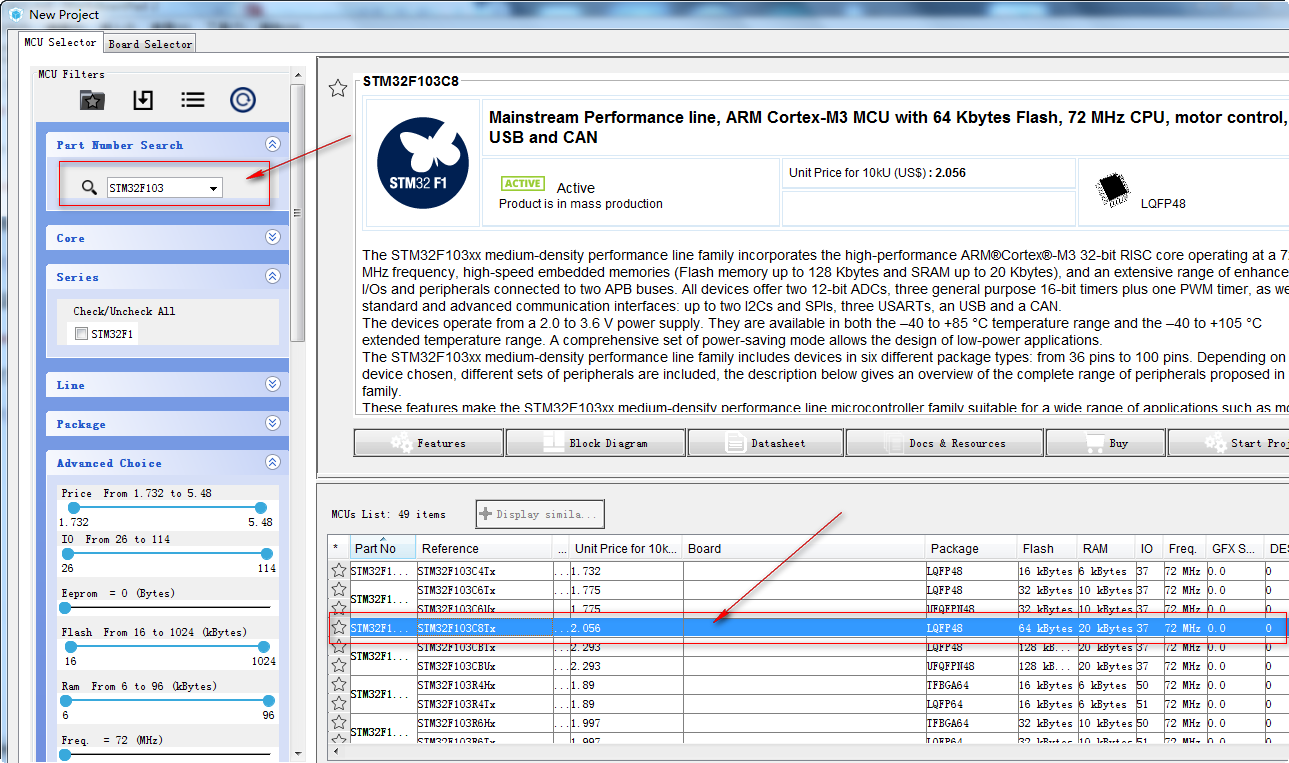 New Project
MCU Selector
Board Selector
MCU Filters
Part Number Search
STM32F103
Core
Series
Check/Uncheck All
STM32F1
Line
Package
Advanced Choice
Price From 1.732 to 5.48
1.732 5.48
IO From 26 to 114
26 114
Eeprom = 0 (Bytes)
Flash From 16 to 1024 (kBytes)
16 1024
Ram From 6 to 96 (kBytes)
6 96
Freq. = 72 (MHz)
STM32F103C8
STM32 F1
Mainstream Performance line, ARM Cortex-M3 MCU with 64 Kbytes Flash, 72 MHz CPU, motor control,
USB and CAN
ACTIVE Active
Product is in mass production
Unit Price for 10kU (US$) : 2.056
LQFP48
The STM32F103xx medium-density performance line family incorporates the high-performance ARM®Cortex®-M3 32-bit RISC core operating at a 7
MHz frequency, high-speed embedded memories (Flash memory up to 128 Kbytes and SRAM up to 20 Kbytes), and an extensive range of enhance
I/Os and peripherals connected to two APB buses. All devices offer two 12-bit ADCs, three general purpose 16-bit timers plus one PWM timer, as we
standard and advanced communication interfaces: up to two I2Cs and SPIs, three USARTs, an USB and a CAN.
The devices operate from a 2.0 to 3.6 V power supply. They are available in both the –40 to +85 °C temperature range and the –40 to +105 °C
extended temperature range. A comprehensive set of power-saving mode allows the design of low-power applications.
The STM32F103xx medium-density performance line family includes devices in six different package types: from 36 pins to 100 pins. Depending on
device chosen, different sets of peripherals are included, the description below gives an overview of the complete range of peripherals proposed in
family.
These features make the STM32F103xx medium-density performance line microcontroller family suitable for a wide range of applications such as mo
Features Block Diagram Datasheet Docs & Resources Buy Start Proj
MCUs List: 49 items
Display simila...
* Part No Reference ... Unit Price for 10k... Board Package Flash RAM IO Freq. GFX S... DES
STM32F1... STM32F103C4Tx ... 1.732 LQFP48 16 kBytes 6 kBytes 37 72 MHz 0.0 0
STM32F1... STM32F103C6Tx ... 1.775 LQFP48 32 kBytes 10 kBytes 37 72 MHz 0.0 0
STM32F103C6Ux ... 1.775 UFQFPN48 32 kBytes 10 kBytes 37 72 MHz 0.0 0
STM32F1... STM32F103C8Tx ... 2.056 LQFP48 64 kBytes 20 kBytes 37 72 MHz 0.0 0
STM32F1... STM32F103CBTx ... 2.293 LQFP48 128 kB... 20 kBytes 37 72 MHz 0.0 0
STM32F103CBUx ... 2.293 UFQFPN48 128 kB... 20 kBytes 37 72 MHz 0.0 0
STM32F1... STM32F103R4Hx ... 1.89 TFBGA64 16 kBytes 6 kBytes 50 72 MHz 0.0 0
STM32F103R4Tx ... 1.89 LQFP64 16 kBytes 6 kBytes 51 72 MHz 0.0 0
STM32F1... STM32F103R6Hx ... 1.997 TFBGA64 32 kBytes 10 kBytes 50 72 MHz 0.0 0
STM32F103R6Tx ... 1.997 LQFP64 32 kBytes 10 kBytes 51 72 MHz 0.0 0